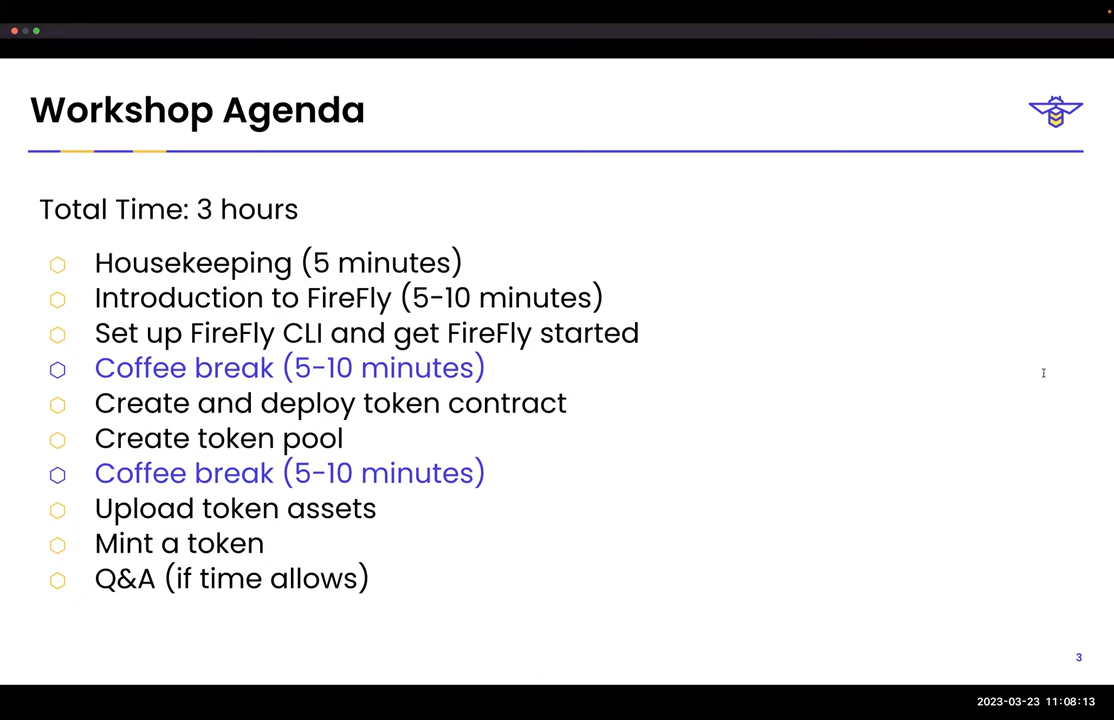 Workshop Agenda
Total Time: 3 hours
Housekeeping (5 minutes)
Introduction to FireFly (5-10 minutes)
Set up FireFly CLI and get FireFly started
Coffee break (5-10 minutes)
Create and deploy token contract
Create token pool
Coffee break (5-10 minutes)
Upload token assets
Mint a token
Q&A (if time allows)
3
2023-03-23 11:08:13